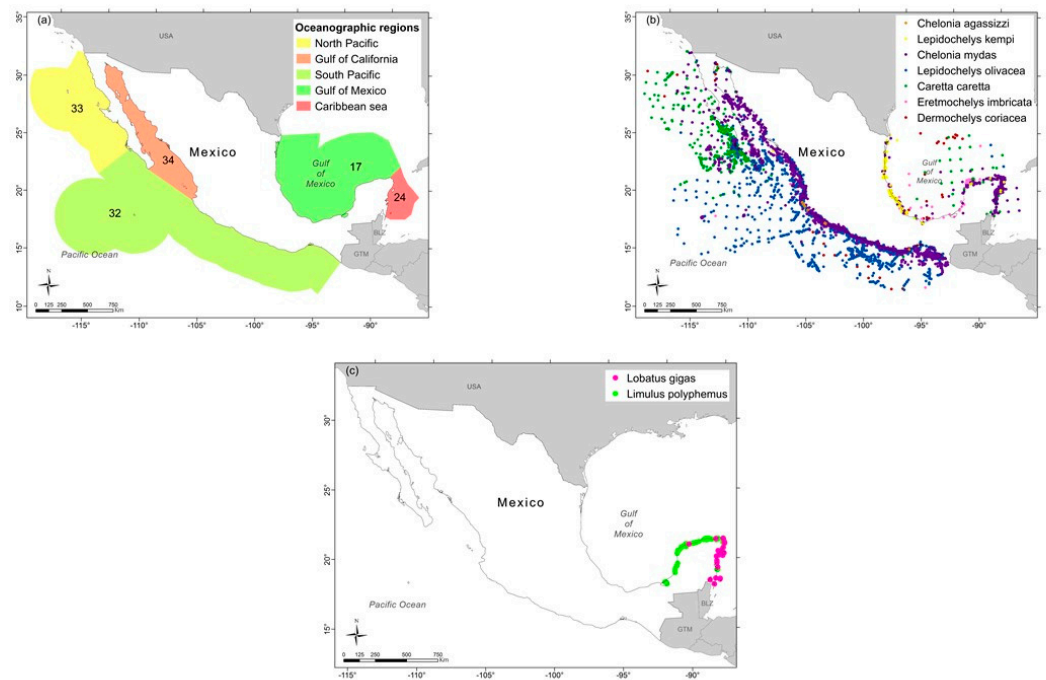 (a)
USA
Oceanographic regions
North Pacific
Gulf of California
South Pacific
Gulf of Mexico
Caribbean sea
33
34
Mexico
Gulf
of
Mexico
17
24
32
Pacific Ocean
BLZ
GTM
N
0 125 250 500 750
Km
35°
30°
25°
20°
15°
10°
-115° -110° -105° -100° -95° -90°
(b)
USA
Chelonia agassizzi
Lepidochelys kempi
Chelonia mydas
Lepidochelys olivacea
Caretta caretta
Eretmochelys imbricata
Dermochelys coriacea
Mexico
Gulf
of
Mexico
Pacific Ocean
BLZ
GTM
N
0 125 250 500 750
Km
35°
30°
25°
20°
15°
10°
-115° -110° -105° -100° -95° -90°
(c)
USA
Lobatus gigas
Limulus polyphemus
Mexico
Gulf
of
Mexico
Pacific Ocean
BLZ
GTM
N
0 125 250 500 750
Km
30°
25°
20°
15°
-115° -110° -105° -100° -95° -90°